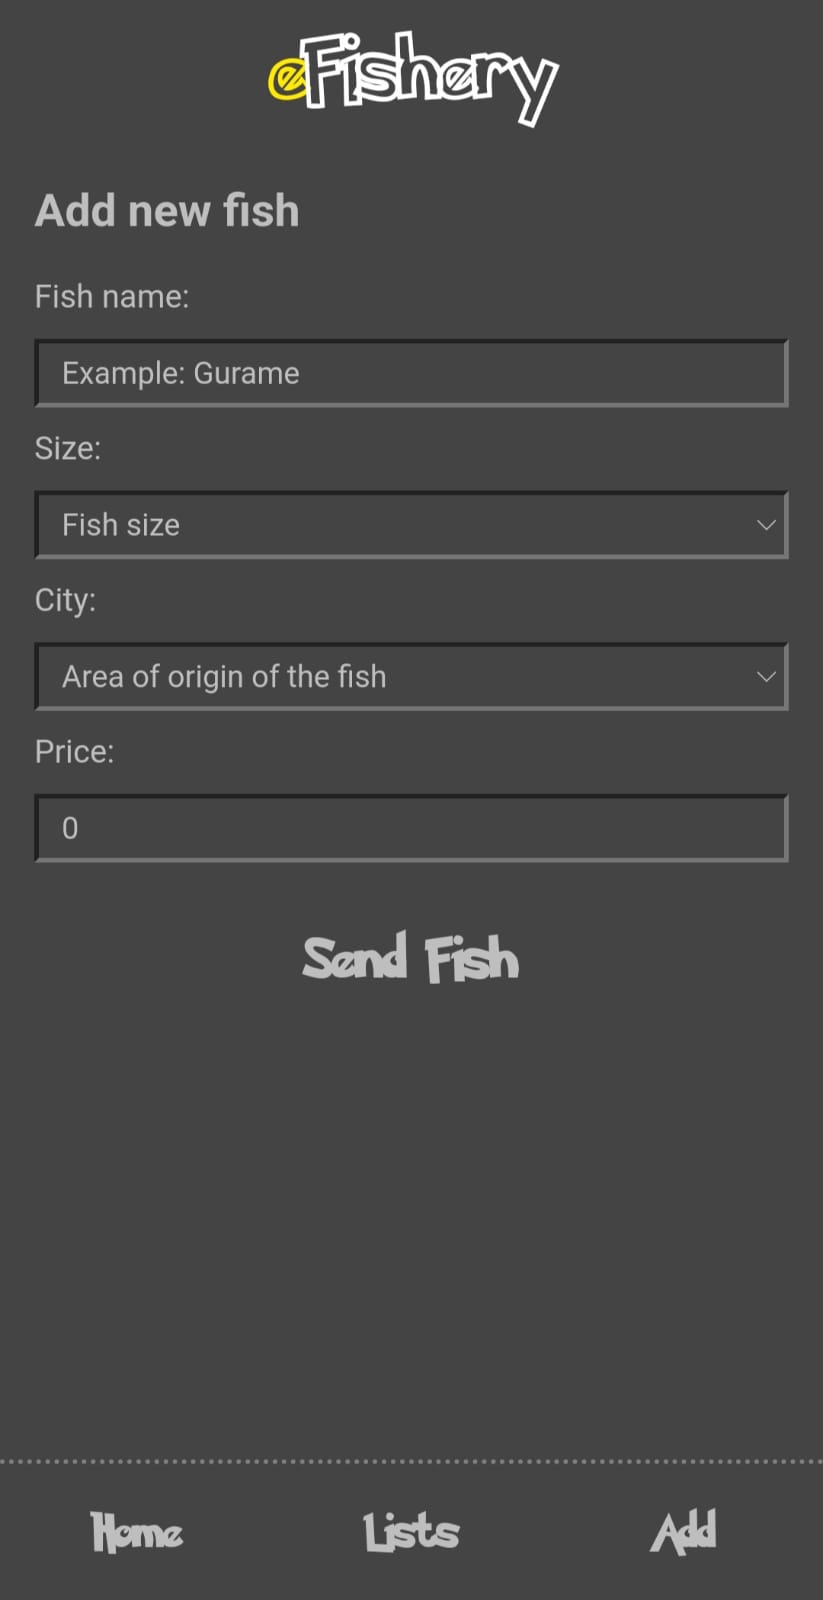 eFishery
Add new fish
Fish name:
Example: Gurame
Size:
Fish size
City:
Area of origin of the fish
Price:
0
Send Fish
Home Lists Add